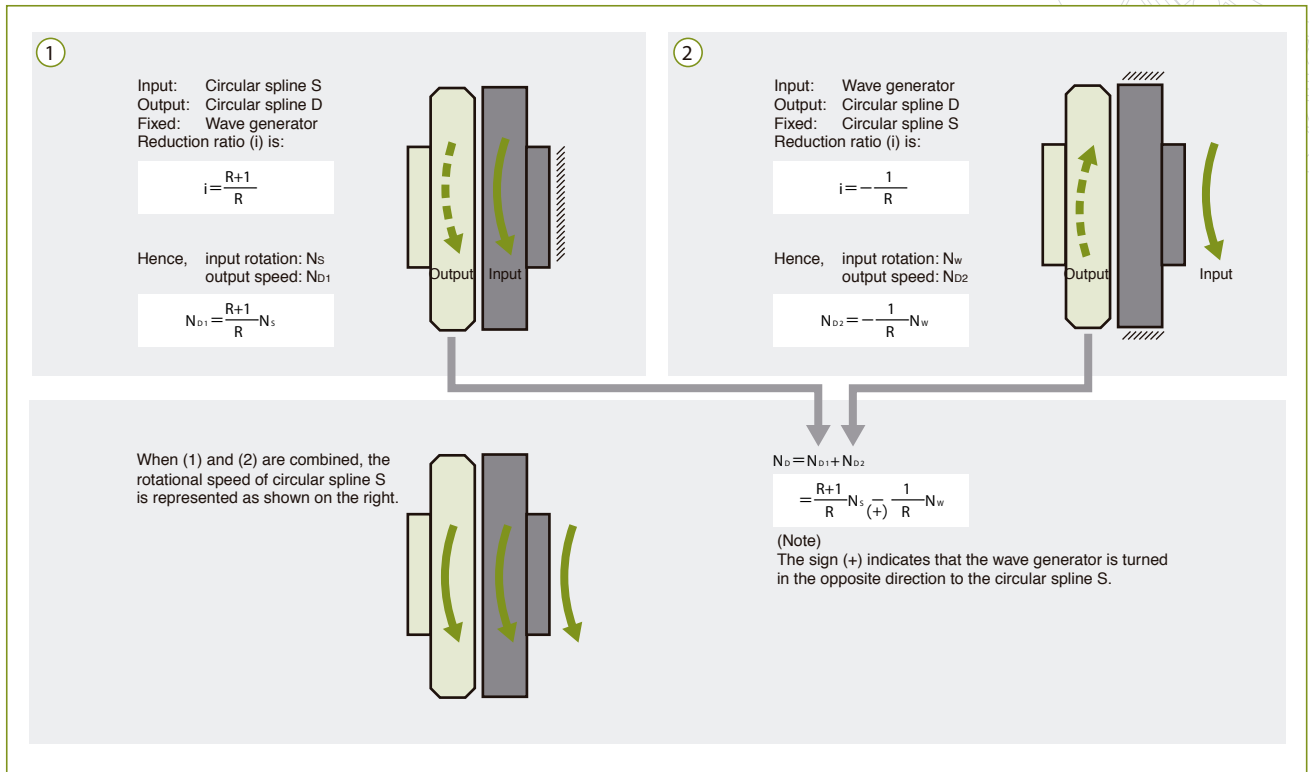 1
Input: Circular spline S
Output: Circular spline D
Fixed: Wave generator
Reduction ratio (i) is:
i=R+1/R
Hence, input rotation: Ns
output speed: ND1
ND1=R+1/R Ns
Output Input
2
Input: Wave generator
Output: Circular spline D
Fixed: Circular spline S
Reduction ratio (i) is:
i=−1/R
Hence, input rotation: Nw
output speed: ND2
ND2=−1/R Nw
Output Input
When (1) and (2) are combined, the
rotational speed of circular spline S
is represented as shown on the right.
ND=ND1+ND2
=R+1/R Ns −(+) 1/R Nw
(Note)
The sign (+) indicates that the wave generator is turned
in the opposite direction to the circular spline S.